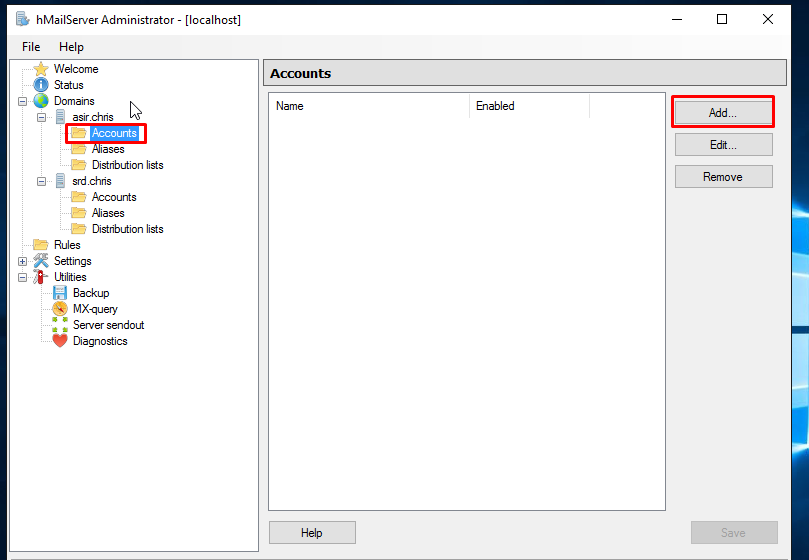 hMailServer Administrator - [localhost]
File Help
Welcome
Status
Domains
asir.chris
Accounts
Aliases
Distribution lists
srd.chris
Accounts
Aliases
Distribution lists
Rules
Settings
Utilities
Backup
MX-query
Server sendout
Diagnostics
Accounts
Name Enabled
Add...
Edit...
Remove
Help
Save